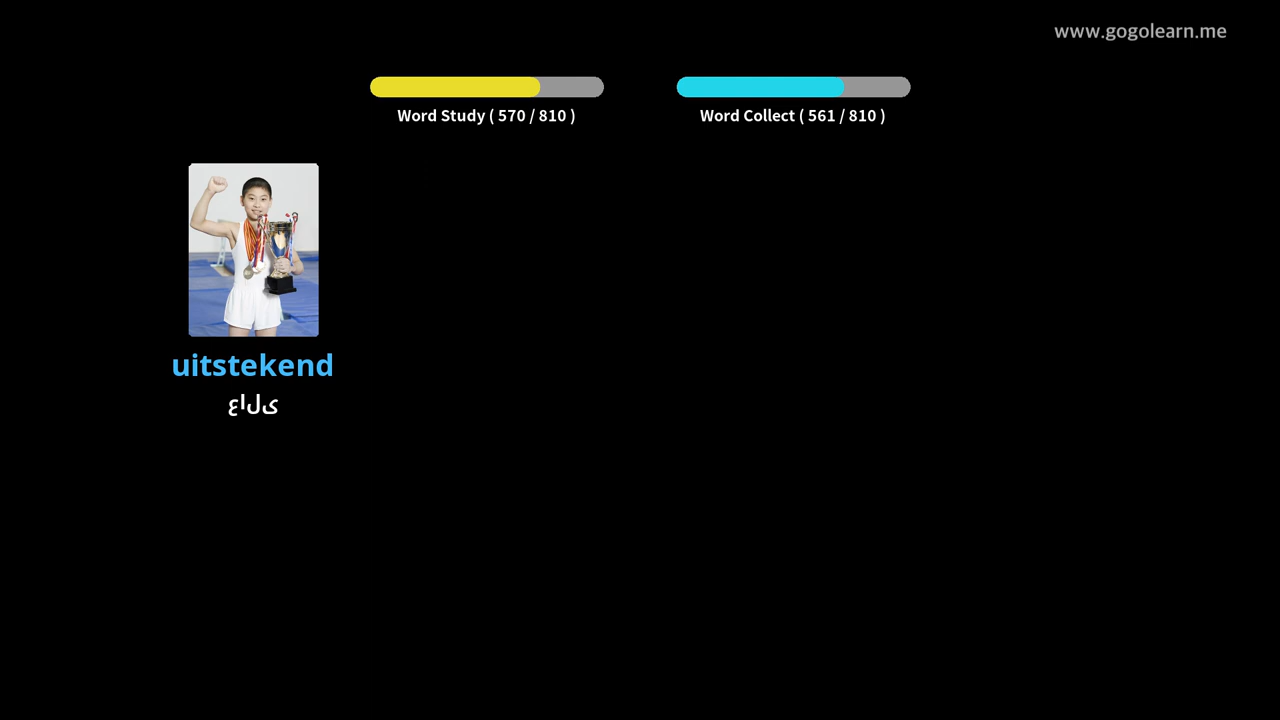 www.gogolearn.me
Word Study ( 570 / 810 )
Word Collect ( 561 / 810 )
uitstekend
عالی